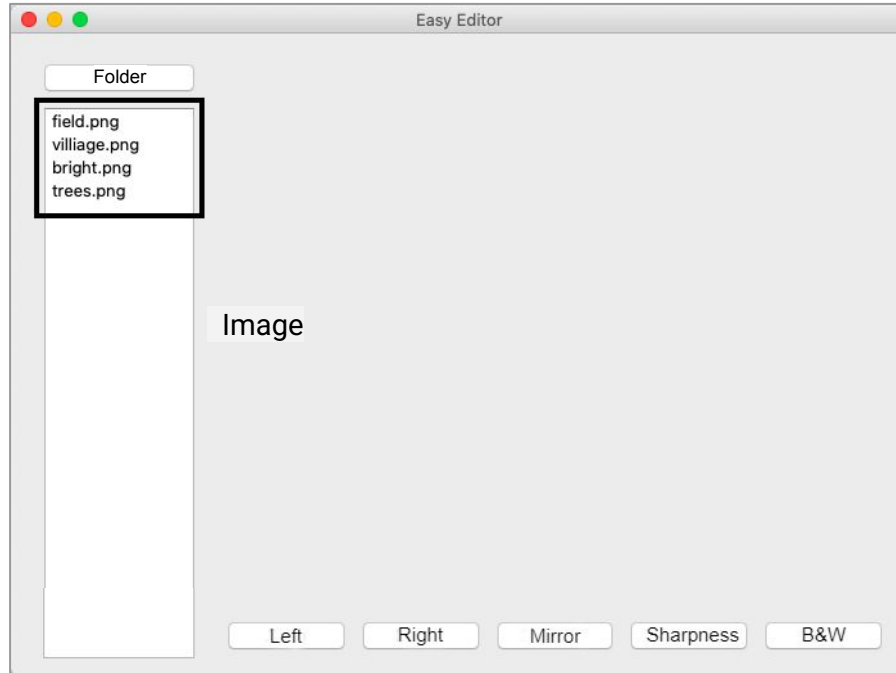 Easy Editor
Folder
field.png
villiage.png
bright.png
trees.png
Image
Left
Right
Mirror
Sharpness
B&W